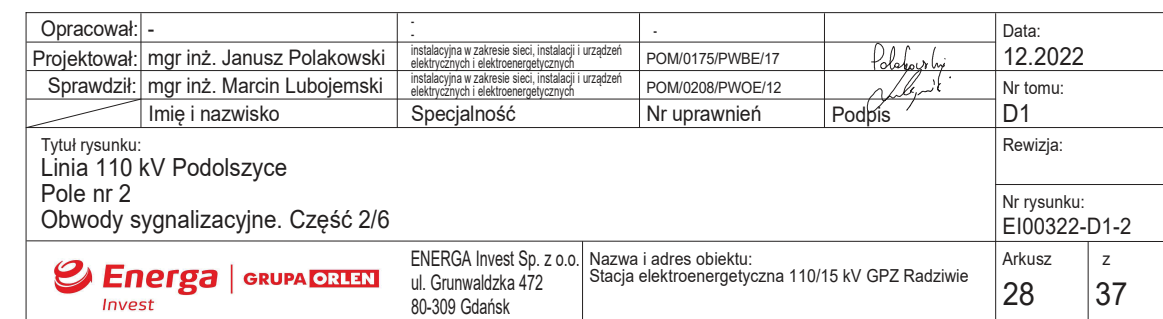 Opracował: - - - -
Projektował: mgr inż. Janusz Polakowski instalacyjna w zakresie sieci, instalacji i urządzeń elektrycznych i elektroenergetycznych POM/0175/PWBE/17
Sprawdził: mgr inż. Marcin Lubojemski instalacyjna w zakresie sieci, instalacji i urządzeń elektrycznych i elektroenergetycznych POM/0208/PWOE/12
Imię i nazwisko Specjalność Nr uprawnień Podpis
Data:
12.2022
Nr tomu:
D1
Tytuł rysunku:
Linia 110 kV Podolszyce
Pole nr 2
Obwody sygnalizacyjne. Część 2/6
Rewizja:
Nr rysunku:
EI00322-D1-2
Energa GRUPA ORLEN
Invest
ENERGA Invest Sp. z o.o.
ul. Grunwaldzka 472
80-309 Gdańsk
Nazwa i adres obiektu:
Stacja elektroenergetyczna 110/15 kV GPZ Radziwie
Arkusz z
28 37